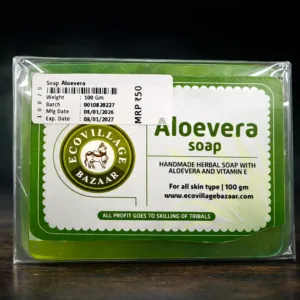 Soap Aloevera
Weight : 100 Gm
Batch : 0010820227
Mfg Date : 06/01/2026
Exp. Date : 08/01/2027
MRP ₹50
10073
ECOVILLAGE
BAZAAR
Aloevera
soap
HANDMADE HERBAL SOAP WITH
ALOEVERA AND VITAMIN E
For all skin type | 100 gm
www.ecovillagebazaar.com
ALL PROFIT GOES TO SKILLING OF TRIBALS